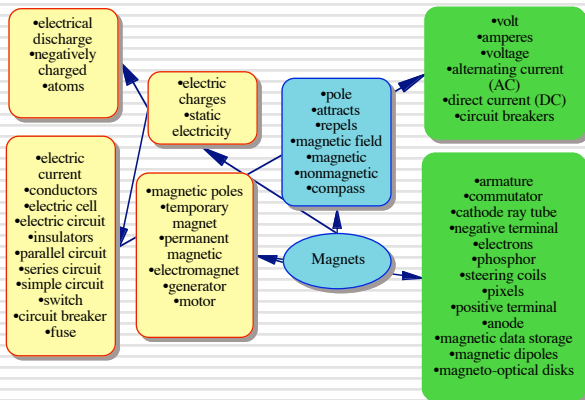 •electrical
discharge
•negatively
charged
•atoms
•electric
charges
•static
electricity
•pole
•attracts
•repels
•magnetic field
•magnetic
•nonmagnetic
•compass
•volt
•amperes
•voltage
•alternating current
(AC)
•direct current (DC)
•circuit breakers
•electric
current
•conductors
•electric cell
•electric circuit
•insulators
•parallel circuit
•series circuit
•simple circuit
•switch
•circuit breaker
•fuse
•magnetic poles
•temporary
magnet
•permanent
magnetic
•electromagnet
•generator
•motor
Magnets
•armature
•commutator
•cathode ray tube
•negative terminal
•electrons
•phosphor
•steering coils
•pixels
•positive terminal
•anode
•magnetic data storage
•magnetic dipoles
•magneto-optical disks